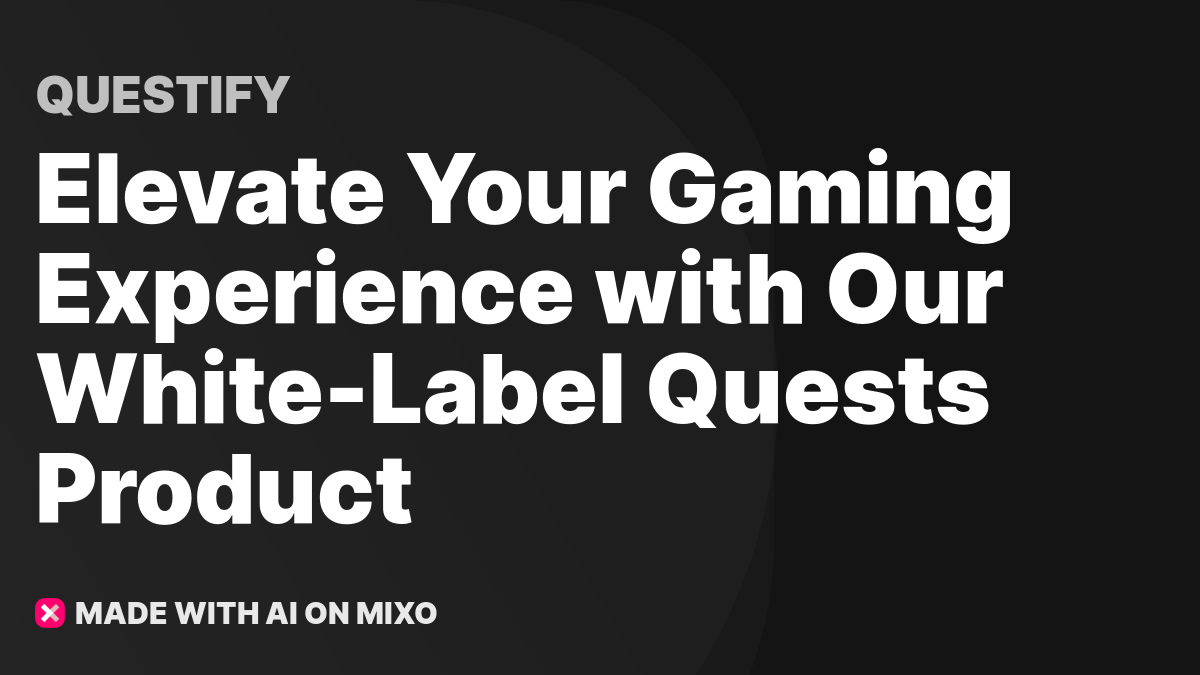 QUESTIFY
Elevate Your Gaming
Experience with Our
White-Label Quests
Product
MADE WITH AI ON MIXO